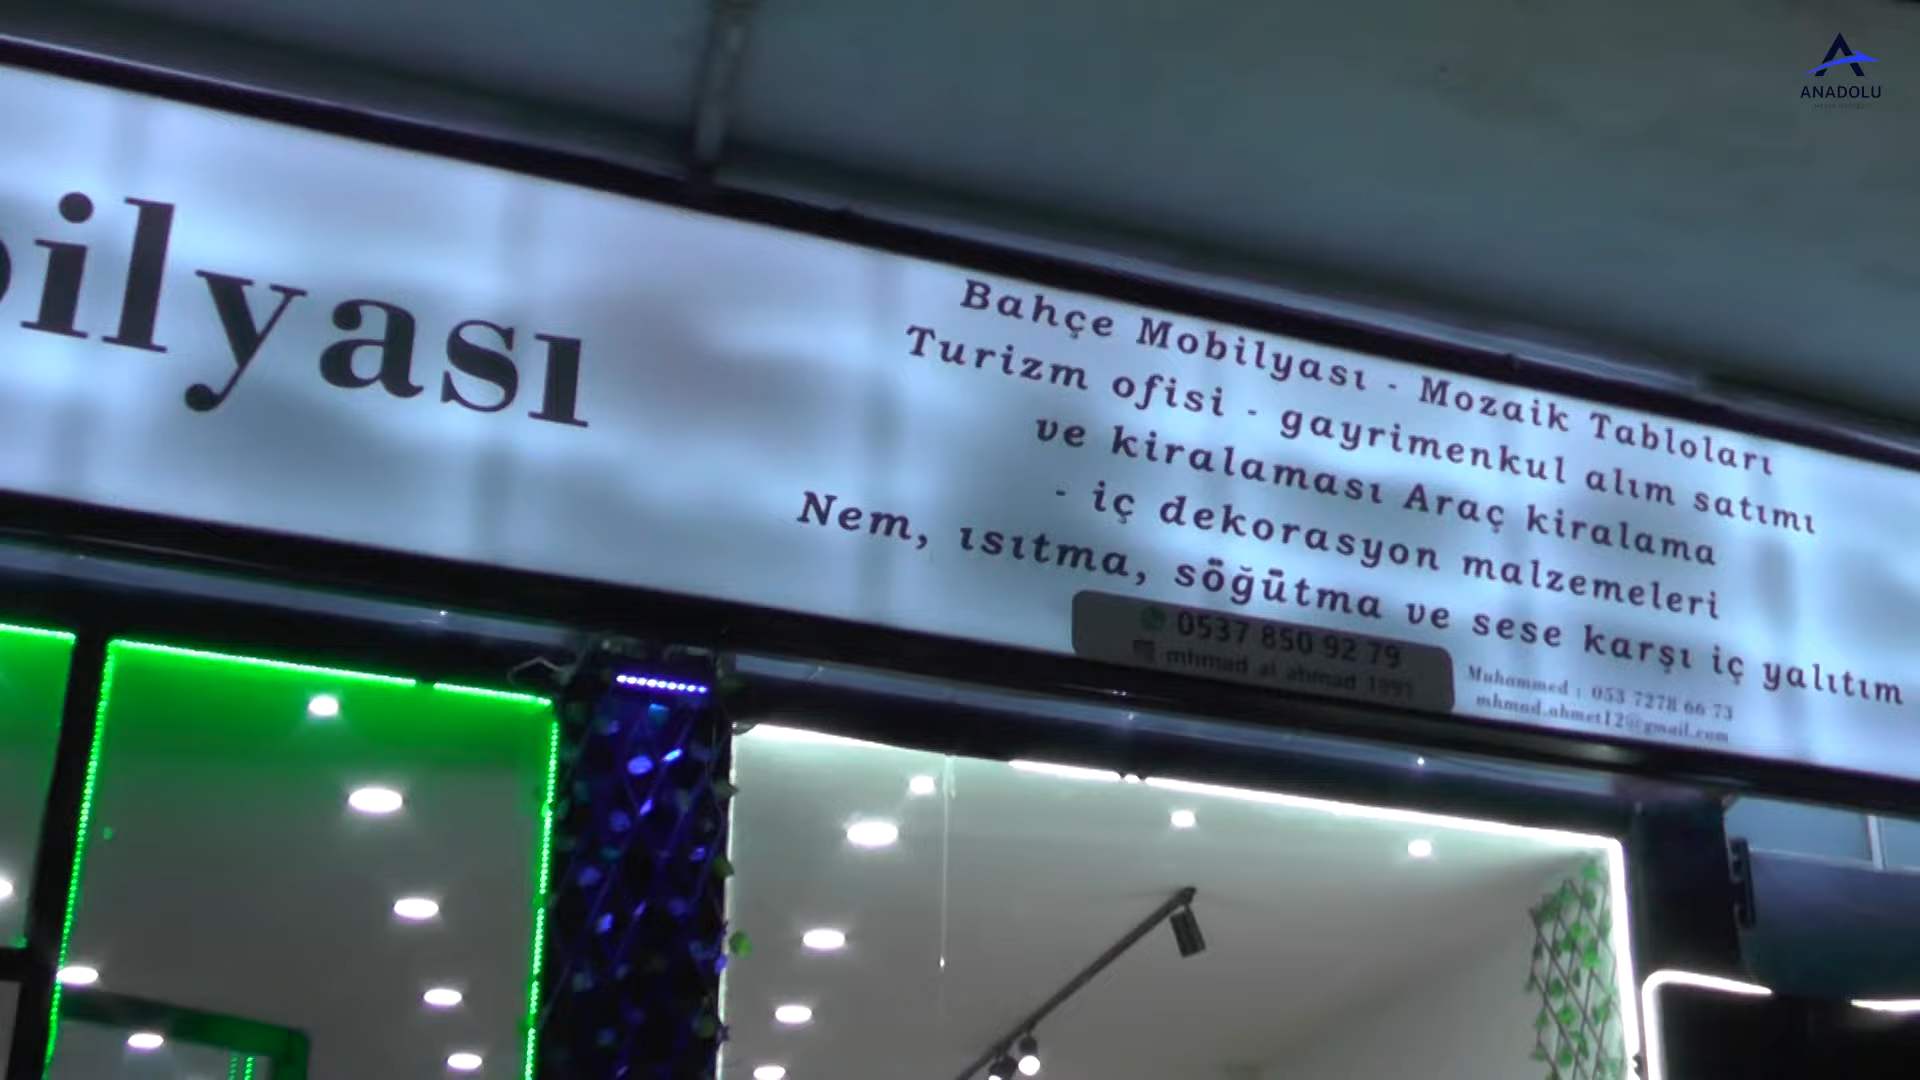 ANADOLU
bilyası
Bahçe Mobilyası - Mozaik Tabloları
Turizm ofisi - gayrimenkul alım satımı
ve kiralaması Araç kiralama
- iç dekorasyon malzemeleri
Nem, ısıtma, söğütma ve sese karşı iç yalıtım
0537 850 92 79
mhmad al ahmad 1991
Muhammed : 053 7278 66 73
mhmad.ahmet12@gmail.com